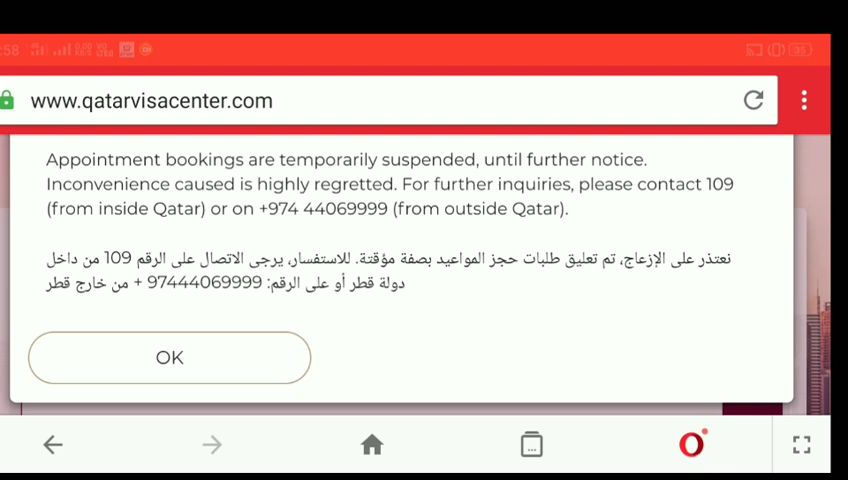 :58
35
www.qatarvisacenter.com
Appointment bookings are temporarily suspended, until further notice.
Inconvenience caused is highly regretted. For further inquiries, please contact 109
(from inside Qatar) or on +974 44069999 (from outside Qatar).
نعتذر على الإزعاج، تم تعليق طلبات حجز المواعيد بصفة مؤقتة. للاستفسار، يرجى الاتصال على الرقم 109 من داخل
دولة قطر أو على الرقم: 97444069999 + من خارج قطر
OK